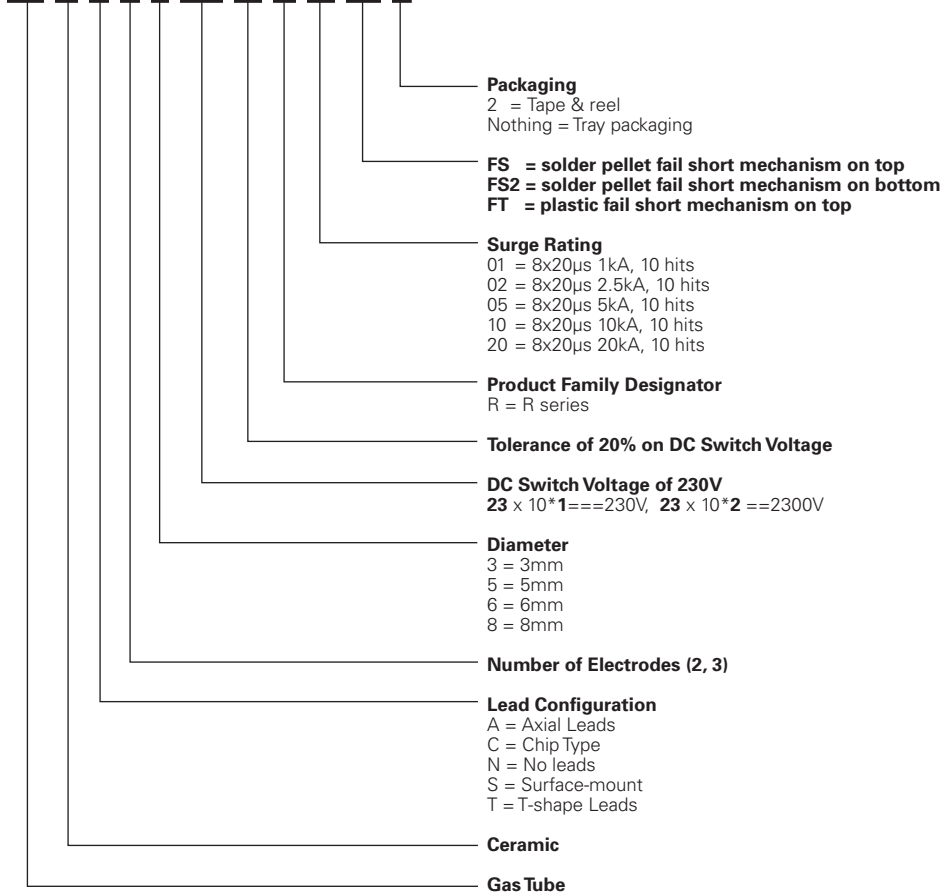 Packaging
2 = Tape & reel
Nothing = Tray packaging
FS = solder pellet fail short mechanism on top
FS2 = solder pellet fail short mechanism on bottom
FT = plastic fail short mechanism on top
Surge Rating
01 = 8x20µs 1kA, 10 hits
02 = 8x20µs 2.5kA, 10 hits
05 = 8x20µs 5kA, 10 hits
10 = 8x20µs 10kA, 10 hits
20 = 8x20µs 20kA, 10 hits
Product Family Designator
R = R series
Tolerance of 20% on DC Switch Voltage
DC Switch Voltage of 230V
23 x 10*1===230V, 23 x 10*2 ==2300V
Diameter
3 = 3mm
5 = 5mm
6 = 6mm
8 = 8mm
Number of Electrodes (2, 3)
Lead Configuration
A = Axial Leads
C = Chip Type
N = No leads
S = Surface-mount
T = T-shape Leads
Ceramic
Gas Tube